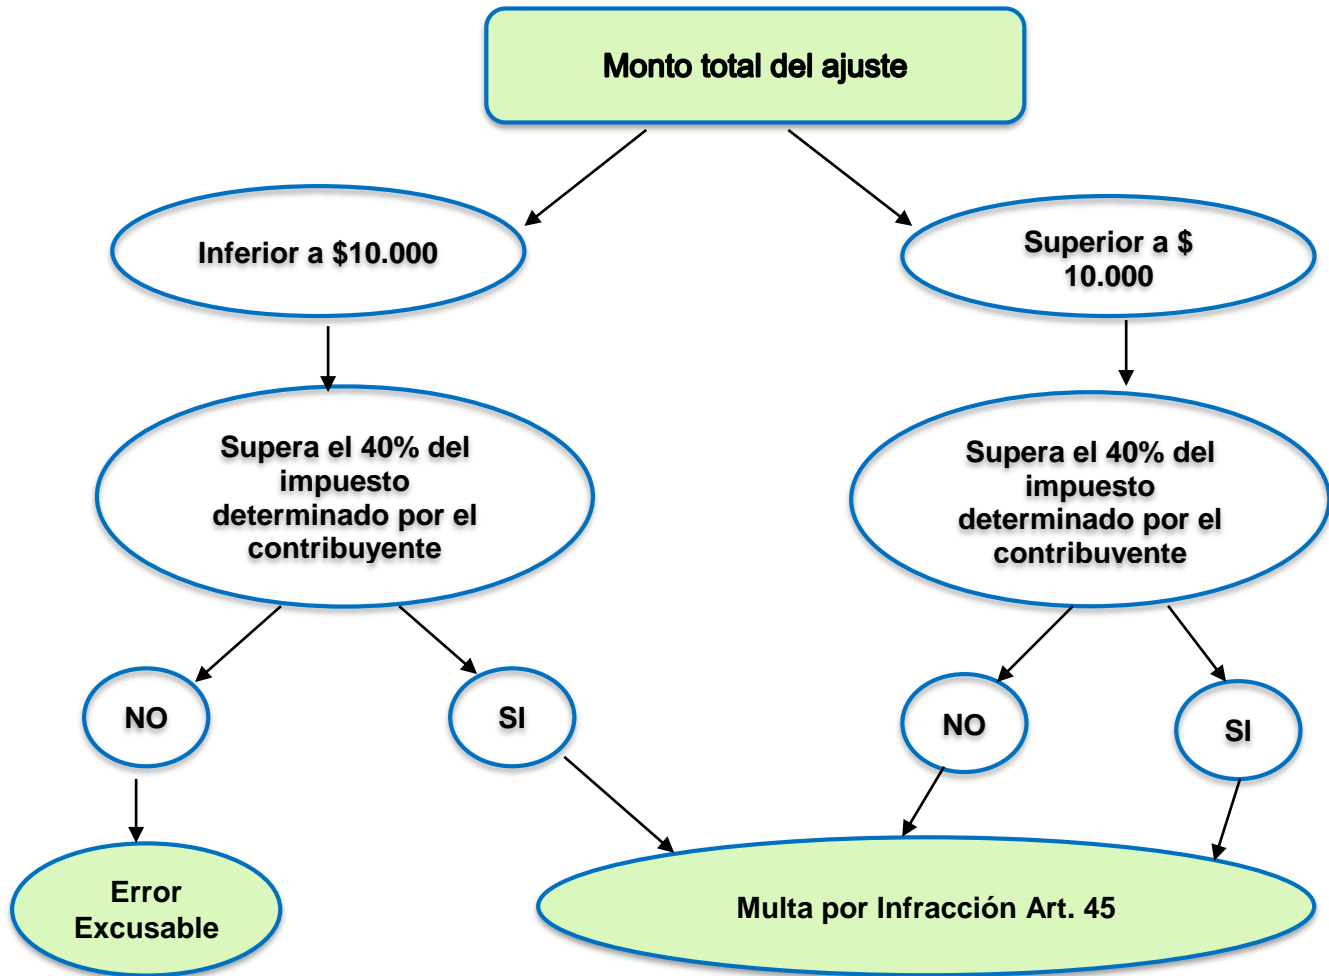 Monto total del ajuste
Inferior a $10.000
Superior a $
10.000
Supera el 40% del
impuesto
determinado por el
contribuyente
Supera el 40% del
impuesto
determinado por el
contribuvente
NO
SI
NO
SI
Error
Excusable
Multa por Infracción Art. 45